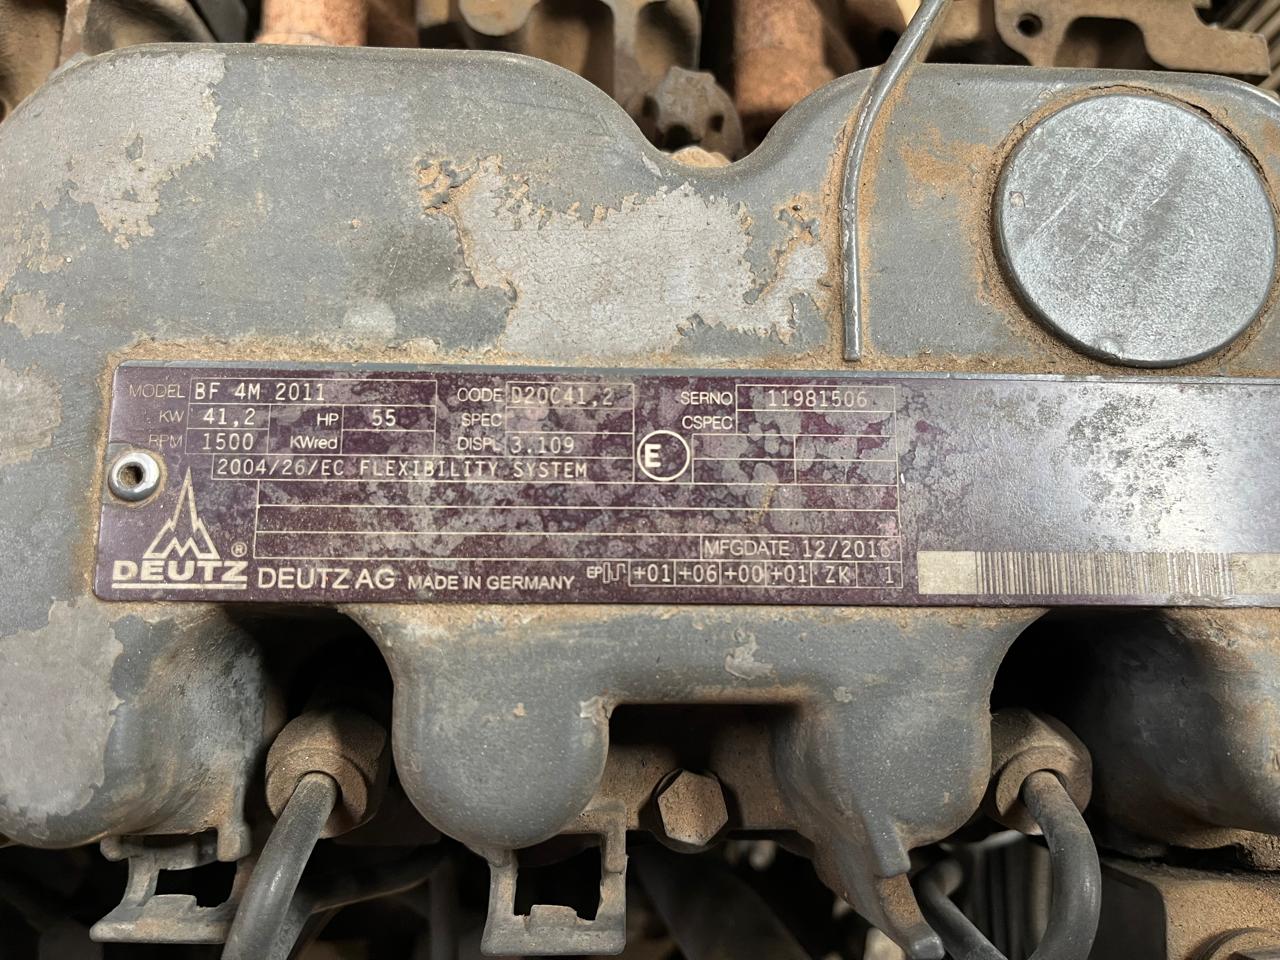 MODEL BF 4M 2011 CODE D20C41,2 SERNO 11981506
KW 41,2 HP 55 SPEC CSPEC
RPM 1500 KWred DISPL 3.109 E
2004/26/EC FLEXIBILITY SYSTEM
MFGDATE 12/2016
DEUTZ ® DEUTZ AG MADE IN GERMANY EP +01 +06 +00 +01 ZK 1